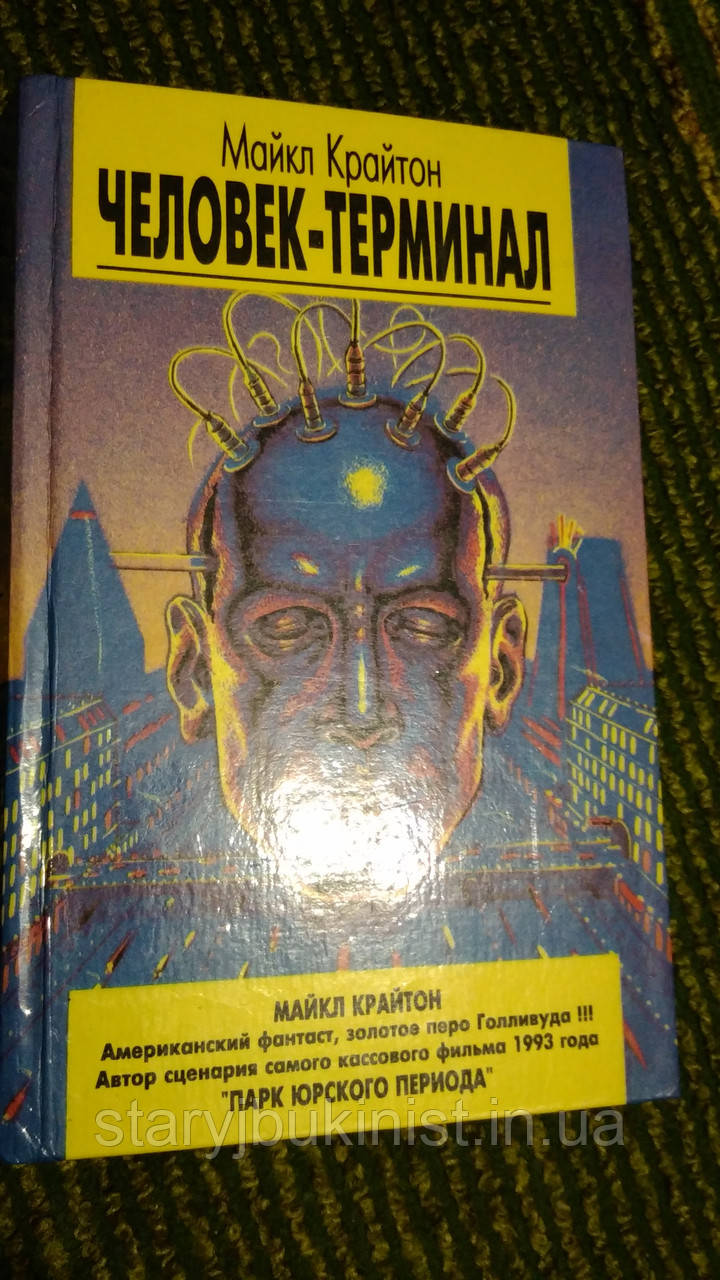 Майкл Крайтон
ЧЕЛОВЕК-ТЕРМИНАЛ
МАЙКЛ КРАЙТОН
Американский фантаст, золотое перо Голливуда !!!
Автор сценария самого кассового фильма 1993 года
"ПАРК ЮРСКОГО ПЕРИОДА"
staryjbukinist.in.ua